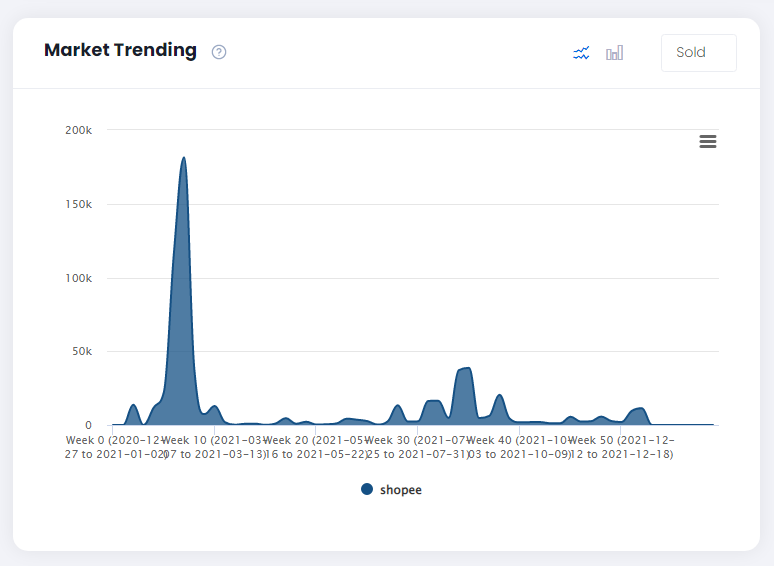 Market Trending ?
Sold
200k
150k
100k
50k
0
Week 0 (2020-12-
27 to 2021-01-02)
Week 10 (2021-03-
07 to 2021-03-13)
Week 20 (2021-05-
16 to 2021-05-22)
Week 30 (2021-07-
25 to 2021-07-31)
Week 40 (2021-10-
03 to 2021-10-09)
Week 50 (2021-12-
12 to 2021-12-18)
shopee